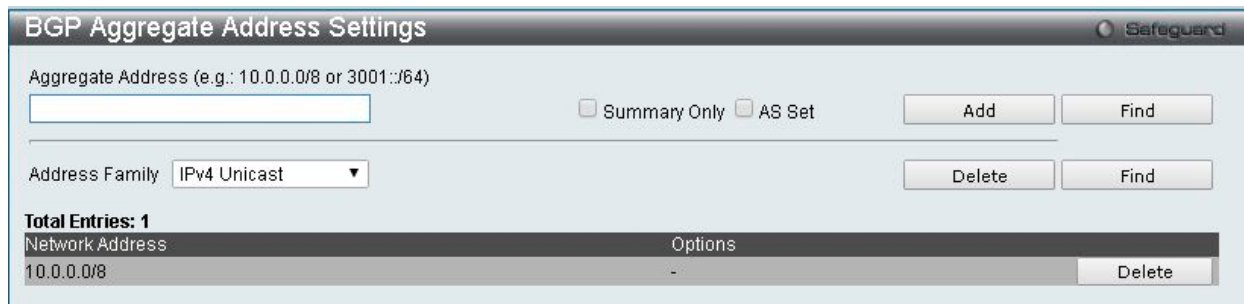 BGP Aggregate Address Settings
Safeguard
Aggregate Address (e.g.: 10.0.0.0/8 or 3001::/64)
Summary Only AS Set Add Find
Address Family IPv4 Unicast Delete Find
Total Entries: 1
Network Address Options
10.0.0.0/8 - Delete